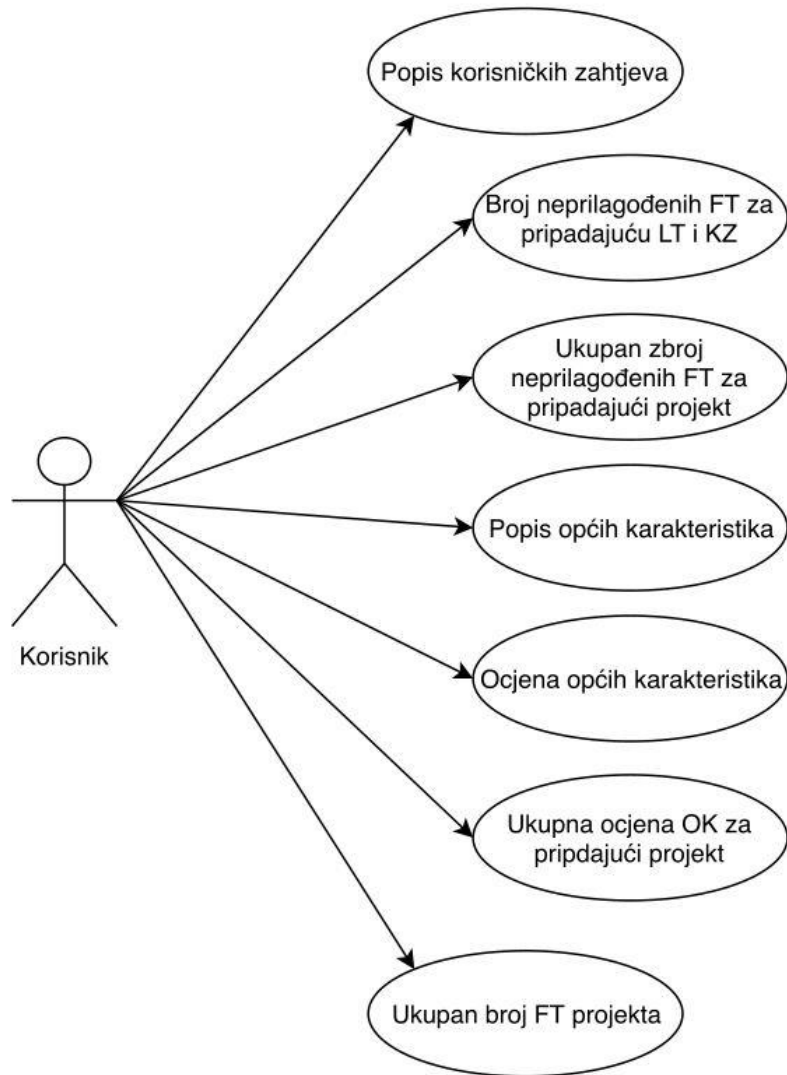 Popis korisničkih zahtjeva
Broj neprilagođenih FT za
pripadajuću LT i KZ
Ukupan zbroj
neprilagođenih FT za
pripadajući projekt
Popis općih karakteristika
Korisnik
Ocjena općih karakteristika
Ukupna ocjena OK za
pripdajući projekt
Ukupan broj FT projekta